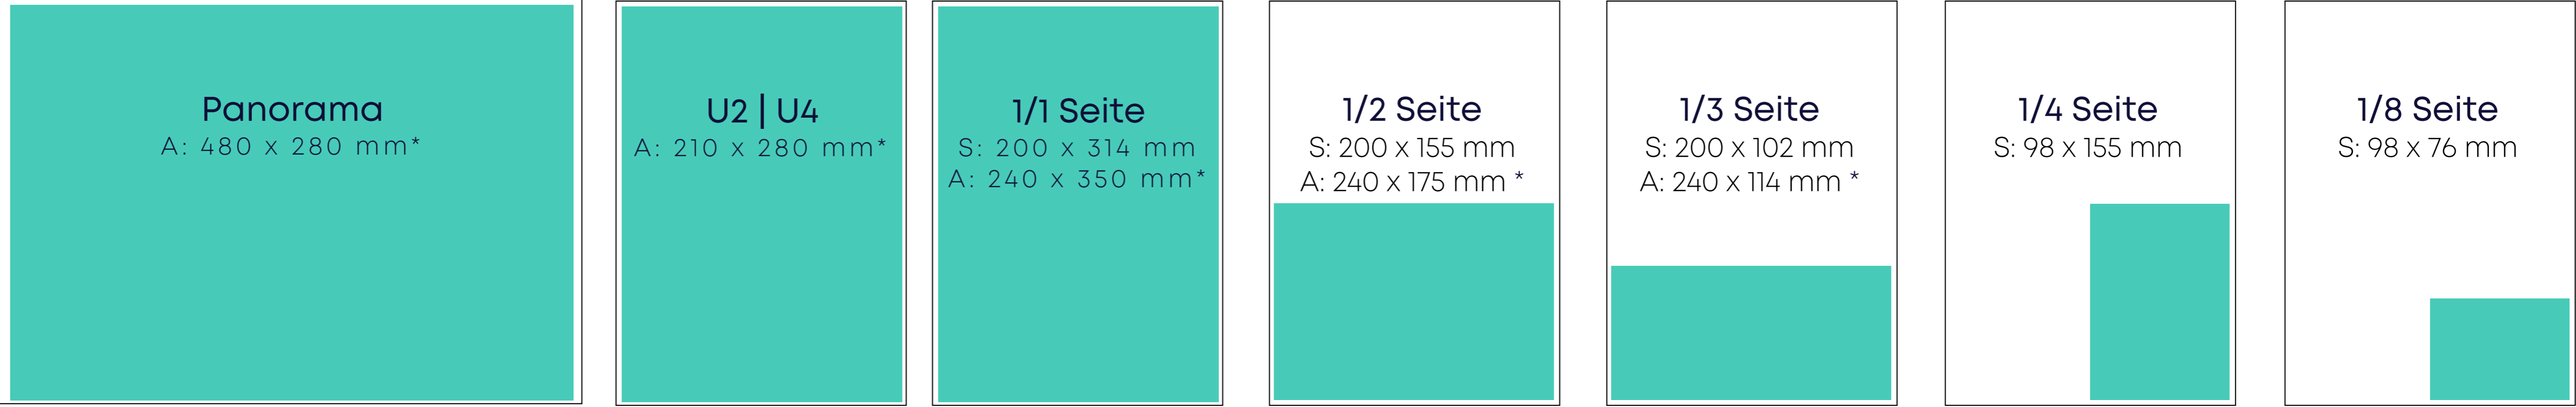 Panorama
A: 480 x 280 mm*
U2 | U4
A: 210 x 280 mm*
1/1 Seite
S: 200 x 314 mm
A: 240 x 350 mm*
1/2 Seite
S: 200 x 155 mm
A: 240 x 175 mm *
1/3 Seite
S: 200 x 102 mm
A: 240 x 114 mm *
1/4 Seite
S: 98 x 155 mm
1/8 Seite
S: 98 x 76 mm